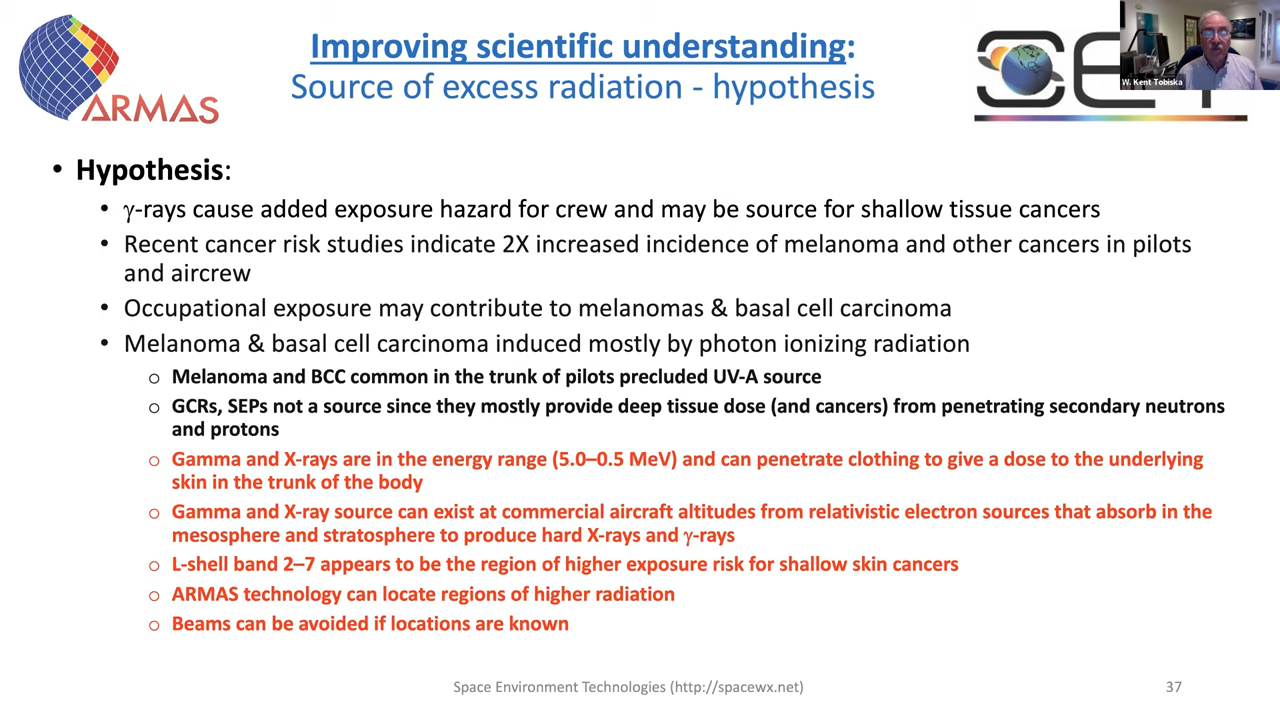 ARMAS
Improving scientific understanding:
Source of excess radiation - hypothesis
SET
W. Kent Tobiska
• Hypothesis:
• γ-rays cause added exposure hazard for crew and may be source for shallow tissue cancers
• Recent cancer risk studies indicate 2X increased incidence of melanoma and other cancers in pilots
and aircrew
• Occupational exposure may contribute to melanomas & basal cell carcinoma
• Melanoma & basal cell carcinoma induced mostly by photon ionizing radiation
o Melanoma and BCC common in the trunk of pilots precluded UV-A source
o GCRs, SEPs not a source since they mostly provide deep tissue dose (and cancers) from penetrating secondary neutrons
and protons
o Gamma and X-rays are in the energy range (5.0–0.5 MeV) and can penetrate clothing to give a dose to the underlying
skin in the trunk of the body
o Gamma and X-ray source can exist at commercial aircraft altitudes from relativistic electron sources that absorb in the
mesosphere and stratosphere to produce hard X-rays and γ-rays
o L-shell band 2–7 appears to be the region of higher exposure risk for shallow skin cancers
o ARMAS technology can locate regions of higher radiation
o Beams can be avoided if locations are known
Space Environment Technologies (http://spacewx.net)
37